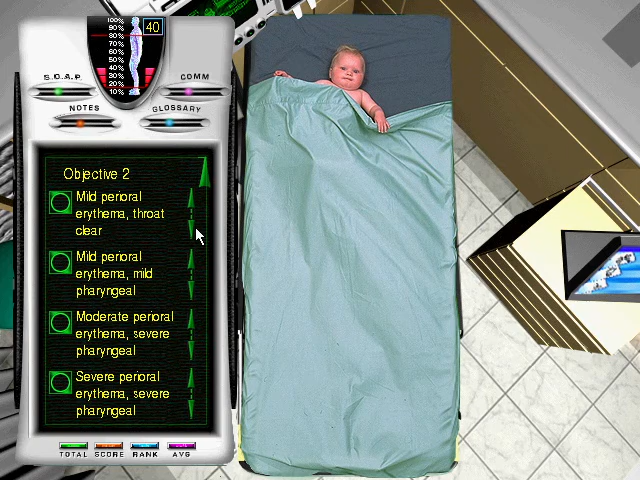 100%
90%
80%
70%
60%
50%
40%
30%
20%
10%
40
S.O.A.P.
COMM
NOTES
GLOSSARY
Objective 2
Mild perioral
erythema, throat
clear
Mild perioral
erythema, mild
pharyngeal
Moderate perioral
erythema, severe
pharyngeal
Severe perioral
erythema, severe
pharyngeal
TOTAL SCORE RANK AVG